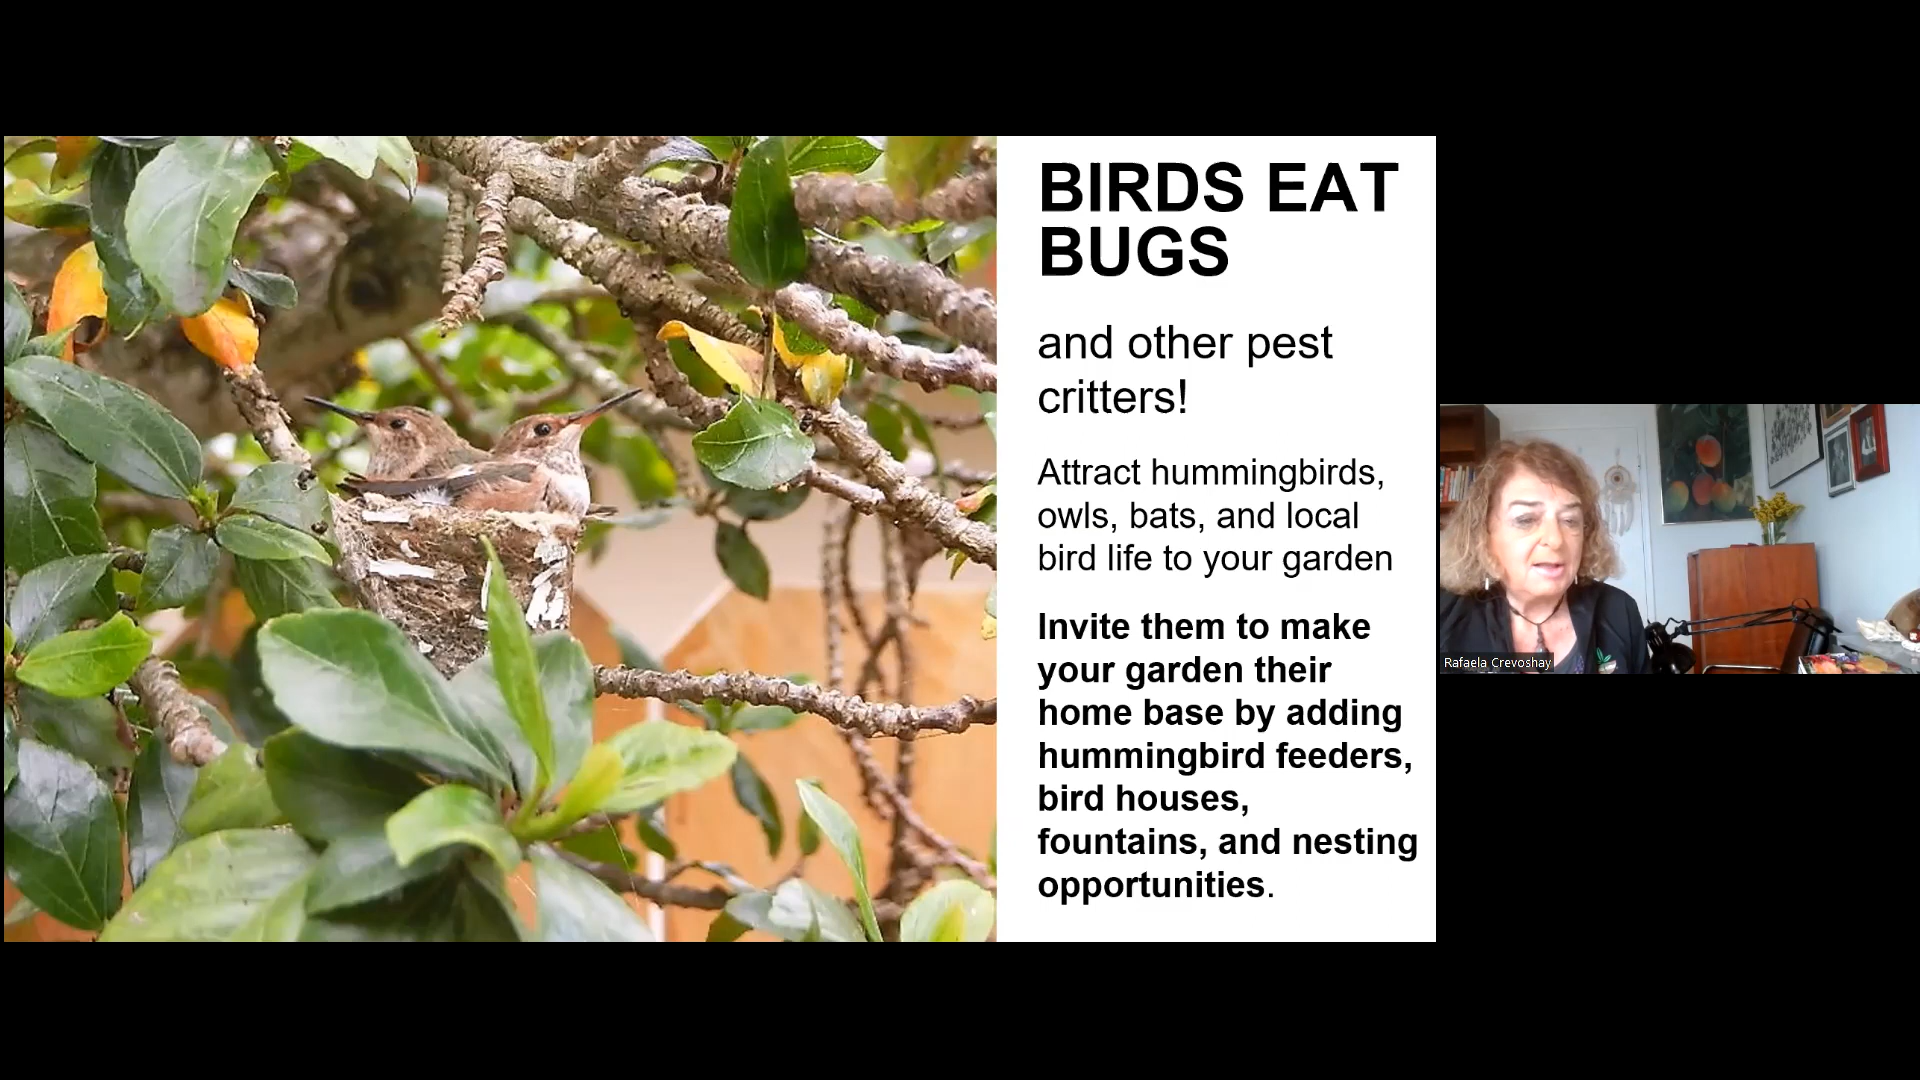 BIRDS EAT
BUGS
and other pest
critters!
Attract hummingbirds,
owls, bats, and local
bird life to your garden
Invite them to make
your garden their
home base by adding
hummingbird feeders,
bird houses,
fountains, and nesting
opportunities.
Rafaela Crevoshay